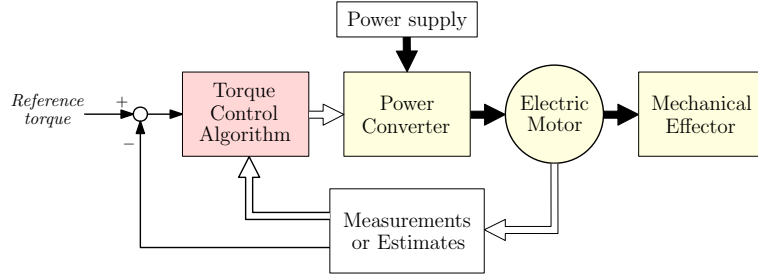 Power supply
Reference
torque
+
−
Torque
Control
Algorithm
Power
Converter
Electric
Motor
Mechanical
Effector
Measurements
or Estimates